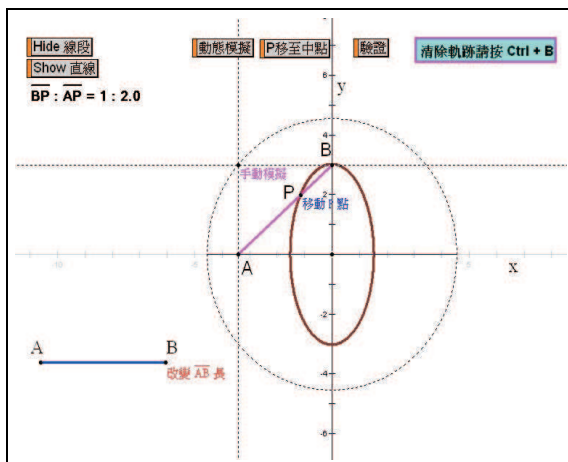 Hide 線段
動態模擬
P移至中點
驗證
清除軌跡請按 Ctrl + B
Show 直線
BP : AP = 1 : 2.0
y
4
B
手動模擬
P
2
移動 P 點
A
x
-2
A
B
改變 AB 長
-4
-6